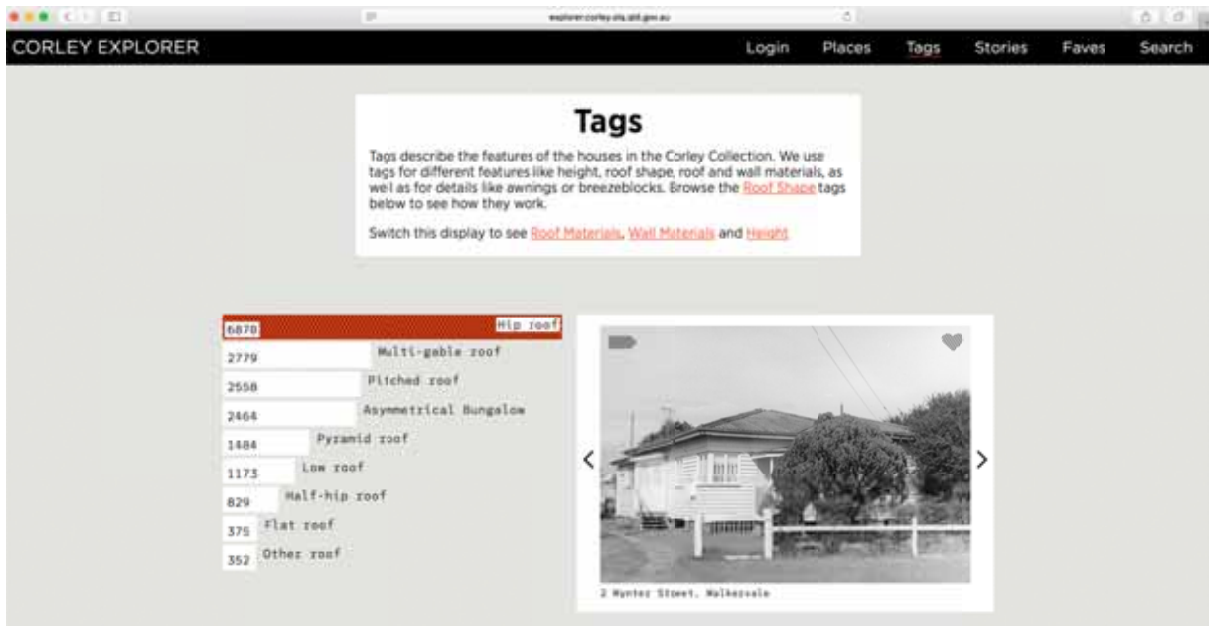 explorer.corley.slq.qld.gov.au
CORLEY EXPLORER
Login Places Tags Stories Faves Search
Tags
Tags describe the features of the houses in the Corley Collection. We use
tags for different features like height, roof shape, roof and wall materials, as
well as for details like awnings or breezeblocks. Browse the Roof Shape tags
below to see how they work.
Switch this display to see Roof Materials, Wall Materials and Height
6870 Hip roof
2779 Multi-gable roof
2558 Pitched roof
2464 Asymmetrical Bungalow
1484 Pyramid roof
1173 Low roof
829 Half-hip roof
375 Flat roof
352 Other roof
2 Street, Walkervale